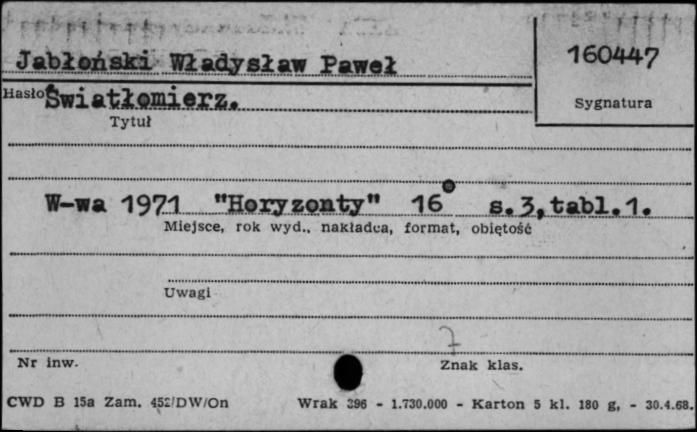 Jabłoński Władysław Paweł
160447
Hasło
Światłomierz.
Sygnatura
Tytuł
W-wa 1971 "Horyzonty" 16° s.3,tabl.1.
Miejsce, rok wyd., nakładca, format, objętość
Uwagi
7
Nr inw.
Znak klas.
CWD B 15a Zam. 452/DW/On Wrak 396 - 1.730.000 - Karton 5 kl. 180 g. - 30.4.68.